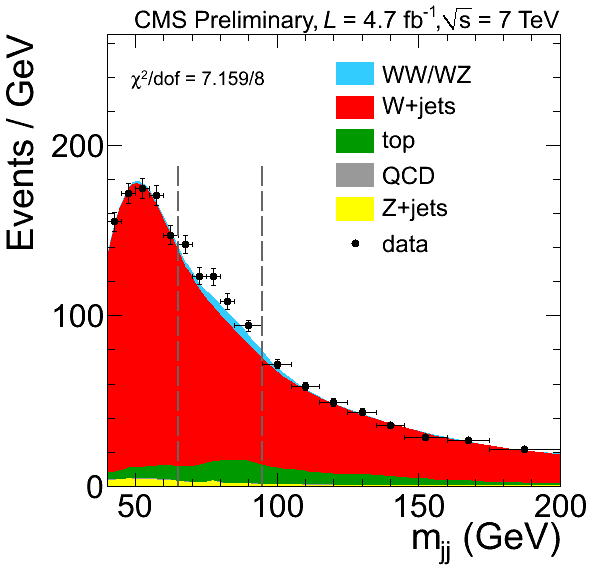 CMS Preliminary, L = 4.7 fb⁻¹,√s = 7 TeV
χ²/dof = 7.159/8
WW/WZ
W+jets
top
QCD
Z+jets
data
Events / GeV
200
100
0
50 100 150 200
m_jj (GeV)